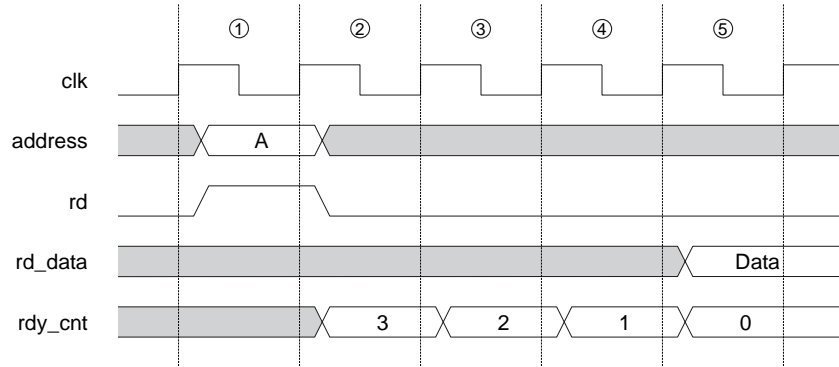 ① ② ③ ④ ⑤
clk
address A
rd
rd_data Data
rdy_cnt 3 2 1 0